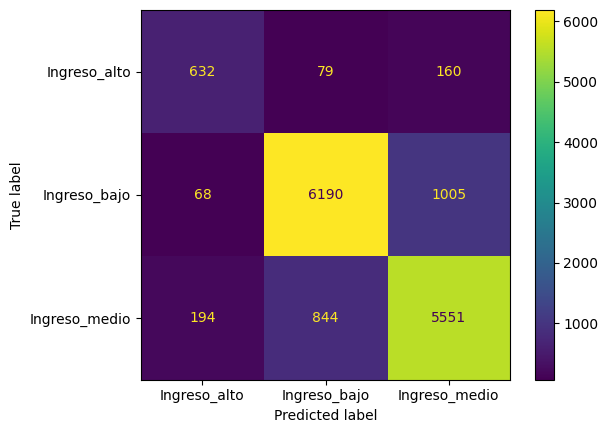 True label
Ingreso_alto
Ingreso_bajo
Ingreso_medio
632 79 160
68 6190 1005
194 844 5551
Ingreso_alto Ingreso_bajo Ingreso_medio
Predicted label
6000
5000
4000
3000
2000
1000